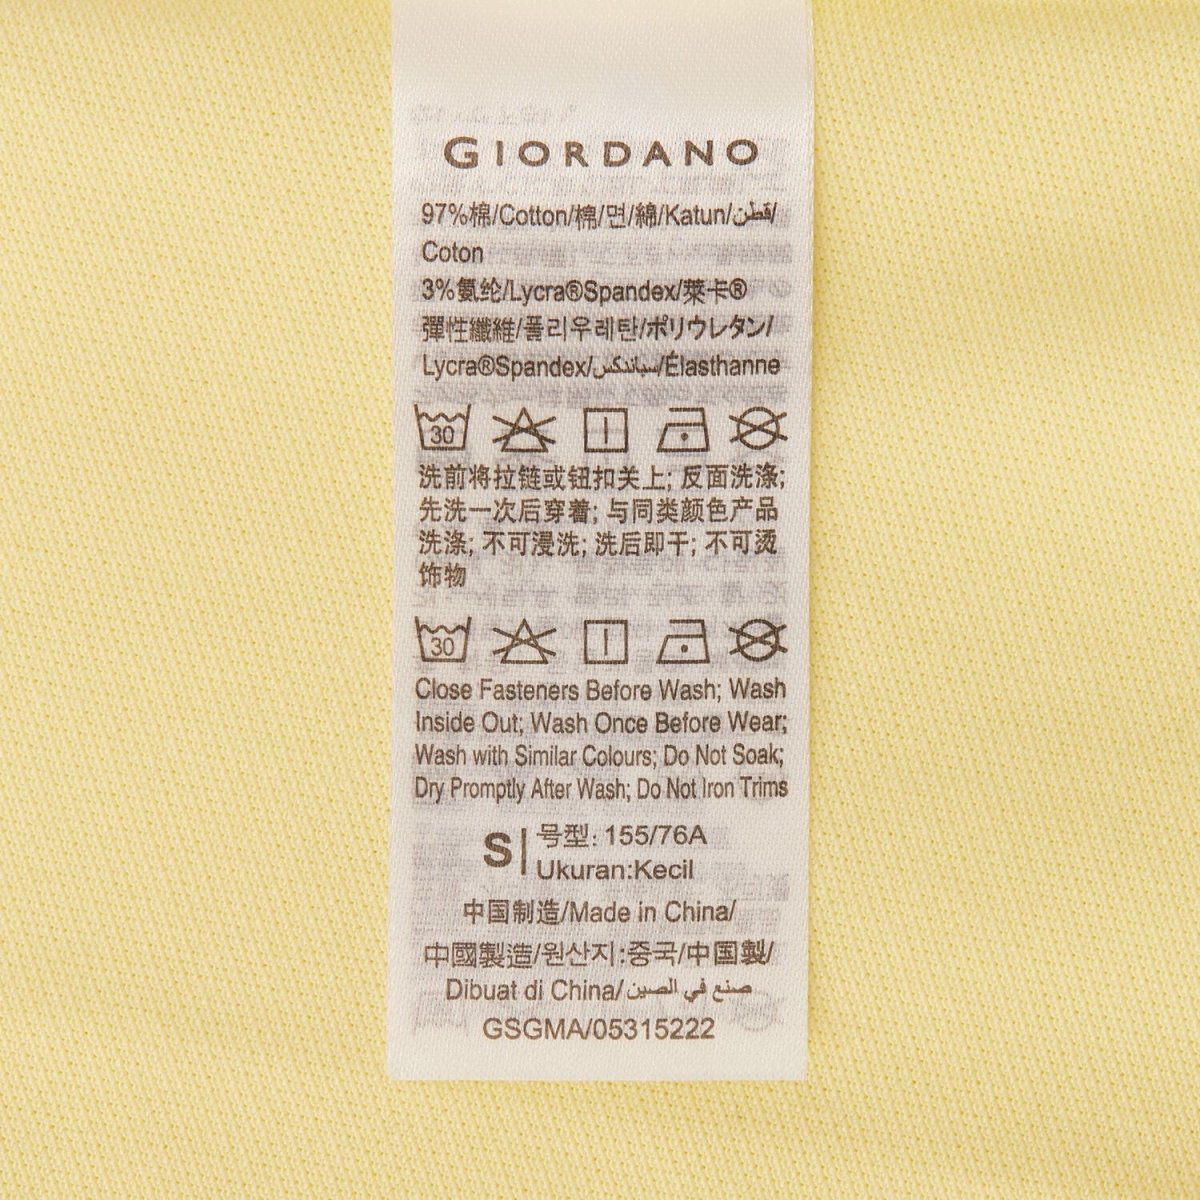 GIORDANO
97%棉/Cotton/棉/면/綿/Katun/قطن/
Coton
3%氨纶/Lycra®Spandex/萊卡®
彈性纖維/폴리우레탄/ポリウレタン/
Lycra®Spandex/سباندكس/Élasthanne
30
洗前将拉链或钮扣关上; 反面洗涤;
先洗一次后穿着; 与同类颜色产品
洗涤; 不可浸洗; 洗后即干; 不可烫
饰物
30
Close Fasteners Before Wash; Wash
Inside Out; Wash Once Before Wear;
Wash with Similar Colours; Do Not Soak;
Dry Promptly After Wash; Do Not Iron Trims
S
号型: 155/76A
Ukuran:Kecil
中国制造/Made in China/
中國製造/원산지:중국/中国製/
Dibuat di China/صنع في الصين
GSGMA/05315222